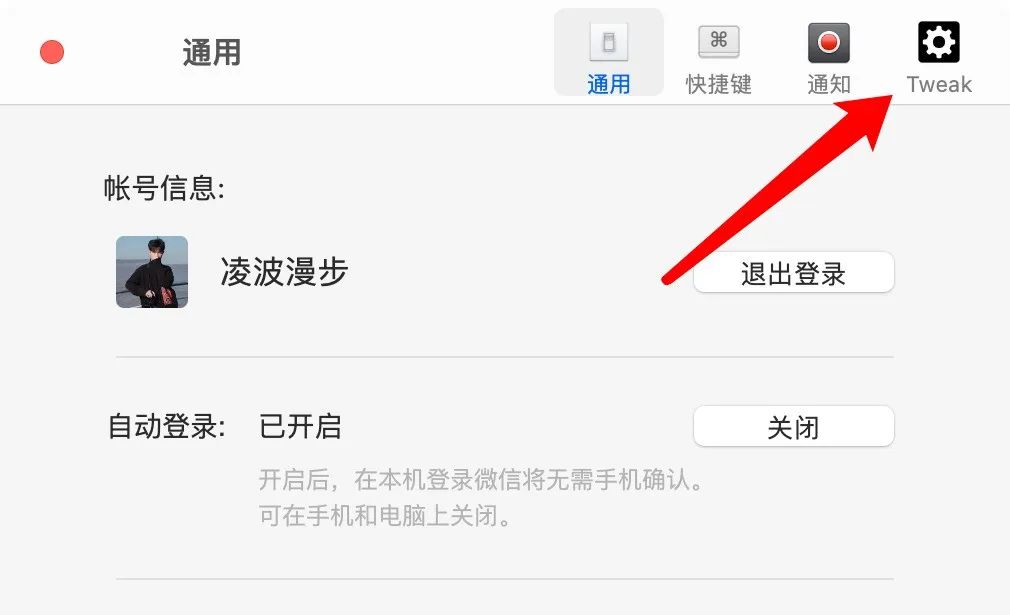 通用
通用
快捷键
通知
Tweak
帐号信息:
凌波漫步
退出登录
自动登录:
已开启
关闭
开启后，在本机登录微信将无需手机确认。
可在手机和电脑上关闭。